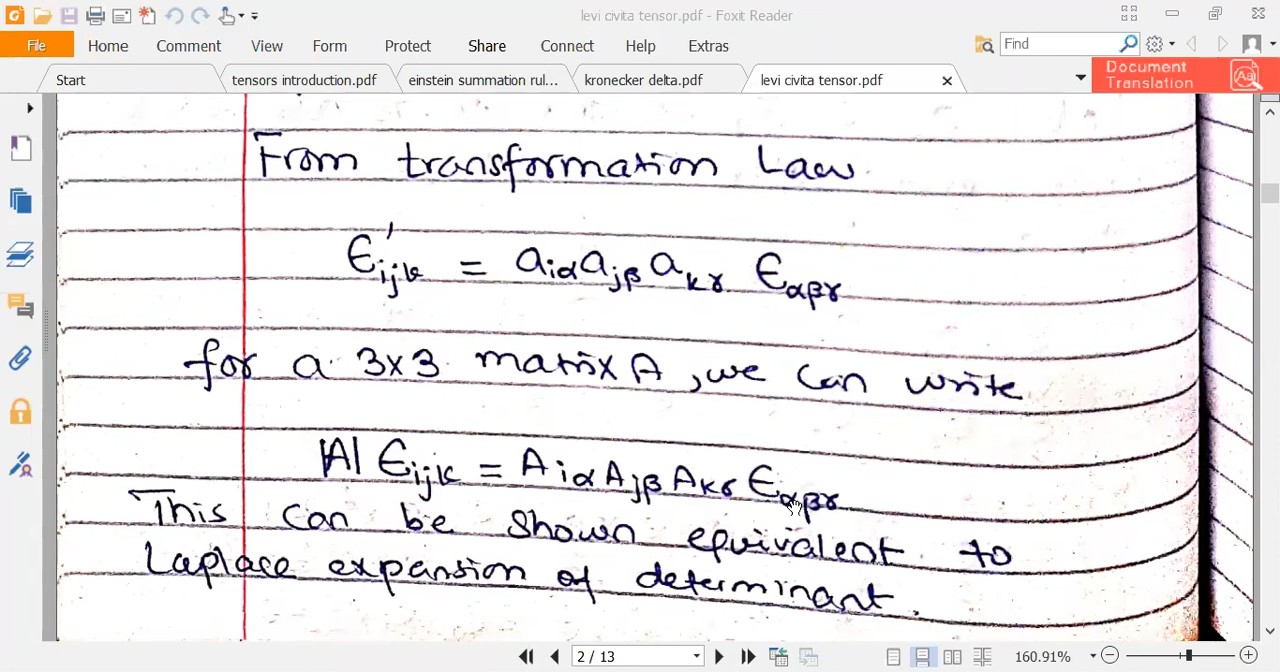 levi civita tensor.pdf - Foxit Reader
File Home Comment View Form Protect Share Connect Help Extras Find
Start tensors introduction.pdf einstein summation rul... kronecker delta.pdf levi civita tensor.pdf
Document
Translation
From transformation Law
ϵ'ijk = aiα ajβ akγ ϵαβγ
for a 3x3 matrix A, we can write
|A| ϵijk = Aiα Ajβ Akγ ϵαβγ
This can be shown equivalent to
Laplace expansion of determinant.
2 / 13 160.91%